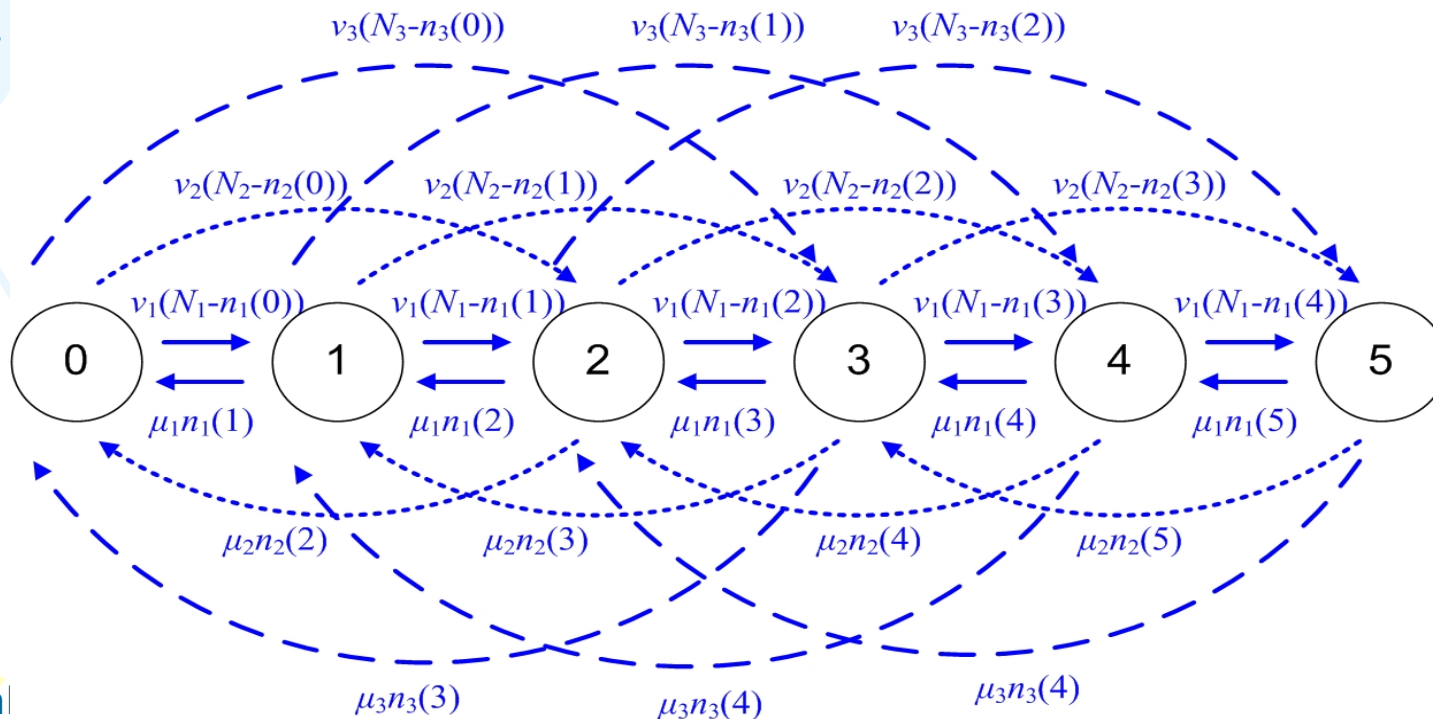 v₃(N₃-n₃(0)) v₃(N₃-n₃(1)) v₃(N₃-n₃(2))
v₂(N₂-n₂(0)) v₂(N₂-n₂(1)) v₂(N₂-n₂(2)) v₂(N₂-n₂(3))
v₁(N₁-n₁(0)) v₁(N₁-n₁(1)) v₁(N₁-n₁(2)) v₁(N₁-n₁(3)) v₁(N₁-n₁(4))
0 1 2 3 4 5
μ₁n₁(1) μ₁n₁(2) μ₁n₁(3) μ₁n₁(4) μ₁n₁(5)
μ₂n₂(2) μ₂n₂(3) μ₂n₂(4) μ₂n₂(5)
μ₃n₃(3) μ₃n₃(4) μ₃n₃(4)